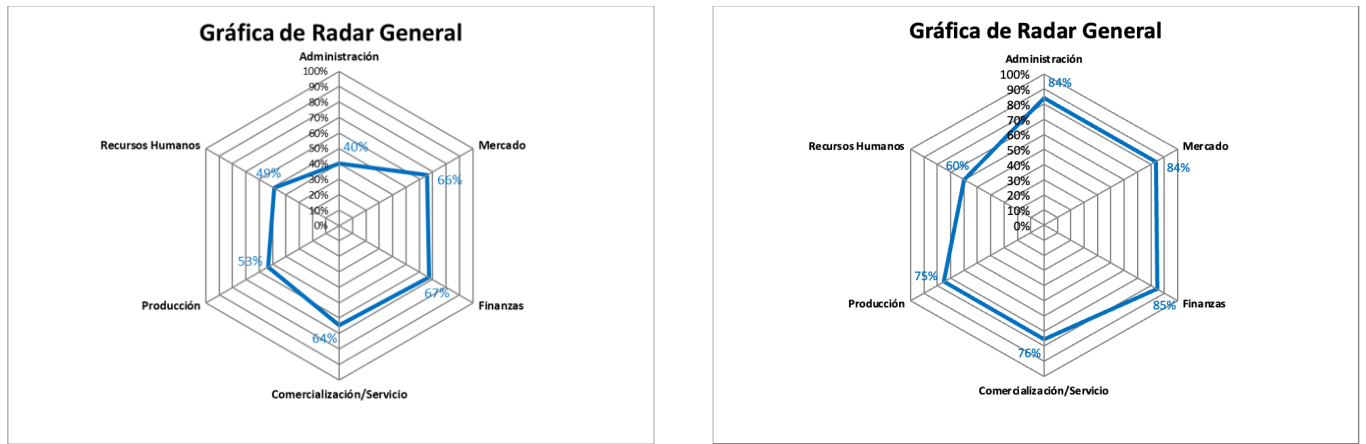 Gráfica de Radar General
Administración
100%
90%
80%
70%
60%
50%
40%
30%
20%
10%
0%
40%
Mercado
66%
Finanzas
67%
Comercialización/Servicio
64%
Producción
53%
Recursos Humanos
49%
Gráfica de Radar General
Administración
100%
90%
80%
70%
60%
50%
40%
30%
20%
10%
0%
84%
Mercado
84%
Finanzas
85%
Comercialización/Servicio
76%
Producción
75%
Recursos Humanos
60%